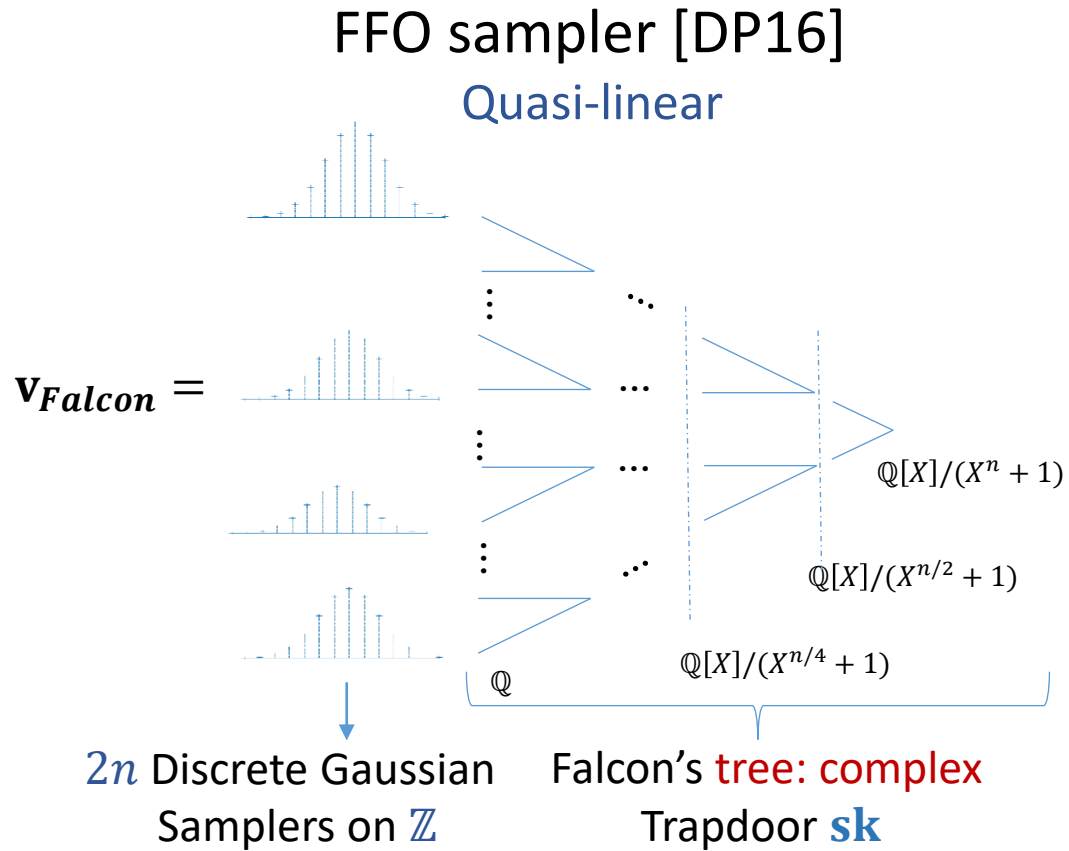 FFO sampler [DP16]
Quasi-linear
𝐯_𝑭𝒂𝒍𝒄𝒐𝒏 =
ℚ[𝑋]/(𝑋^𝑛 + 1)
ℚ[𝑋]/(𝑋^{𝑛/2} + 1)
ℚ[𝑋]/(𝑋^{𝑛/4} + 1)
ℚ
2𝑛 Discrete Gaussian
Samplers on ℤ
Falcon's tree: complex
Trapdoor 𝐬𝐤